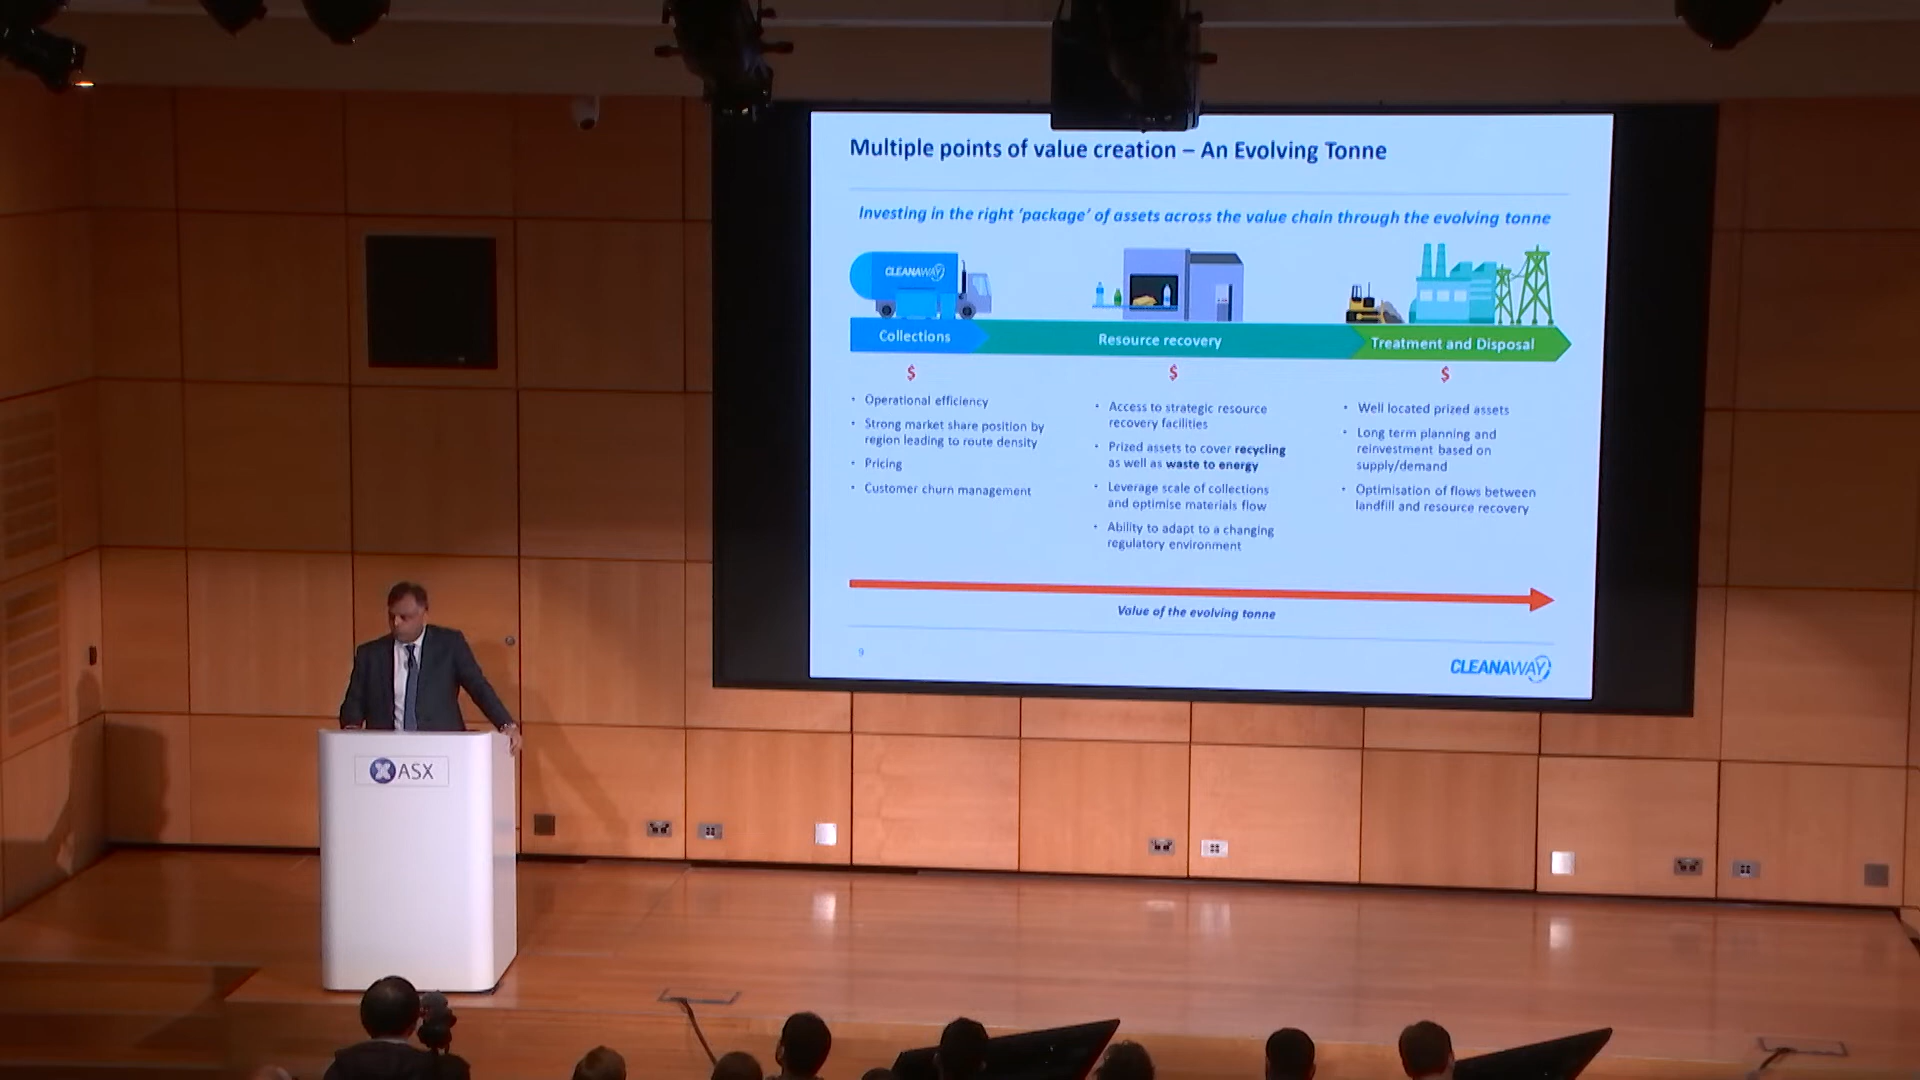 Multiple points of value creation – An Evolving Tonne
Investing in the right ‘package’ of assets across the value chain through the evolving tonne
CLEANAWAY
Collections
Resource recovery
Treatment and Disposal
$
$
$
• Operational efficiency
• Strong market share position by
region leading to route density
• Pricing
• Customer churn management
• Access to strategic resource
recovery facilities
• Prized assets to cover recycling
as well as waste to energy
• Leverage scale of collections
and optimise materials flow
• Ability to adapt to a changing
regulatory environment
• Well located prized assets
• Long term planning and
reinvestment based on
supply/demand
• Optimisation of flows between
landfill and resource recovery
Value of the evolving tonne
9
CLEANAWAY
ASX